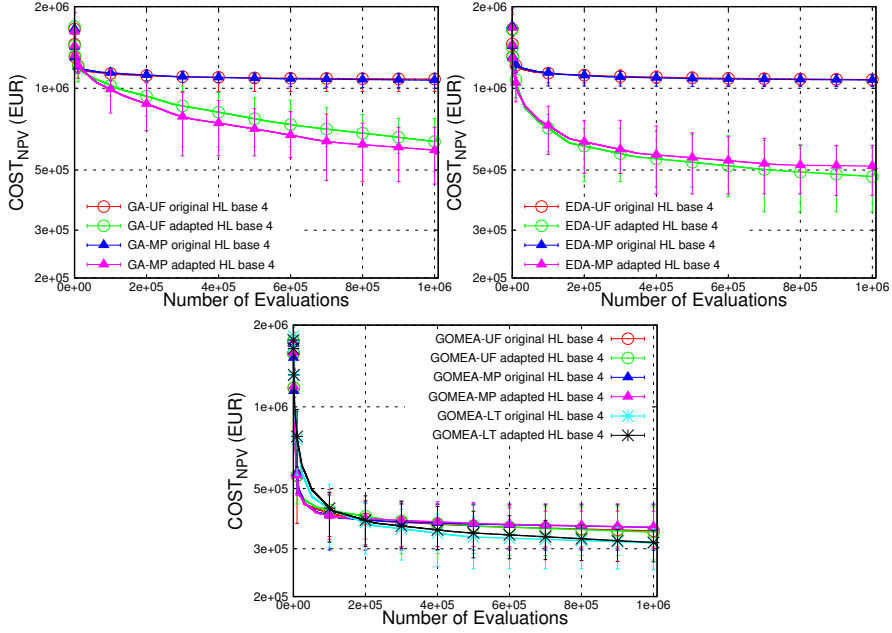 2e+06
1e+06
5e+05
3e+05
2e+05
COST_NPV (EUR)
GA-UF original HL base 4
GA-UF adapted HL base 4
GA-MP original HL base 4
GA-MP adapted HL base 4
0e+00 2e+05 4e+05 6e+05 8e+05 1e+06
Number of Evaluations
2e+06
1e+06
5e+05
3e+05
2e+05
COST_NPV (EUR)
EDA-UF original HL base 4
EDA-UF adapted HL base 4
EDA-MP original HL base 4
EDA-MP adapted HL base 4
0e+00 2e+05 4e+05 6e+05 8e+05 1e+06
Number of Evaluations
2e+06
1e+06
5e+05
3e+05
2e+05
COST_NPV (EUR)
GOMEA-UF original HL base 4
GOMEA-UF adapted HL base 4
GOMEA-MP original HL base 4
GOMEA-MP adapted HL base 4
GOMEA-LT original HL base 4
GOMEA-LT adapted HL base 4
0e+00 2e+05 4e+05 6e+05 8e+05 1e+06
Number of Evaluations